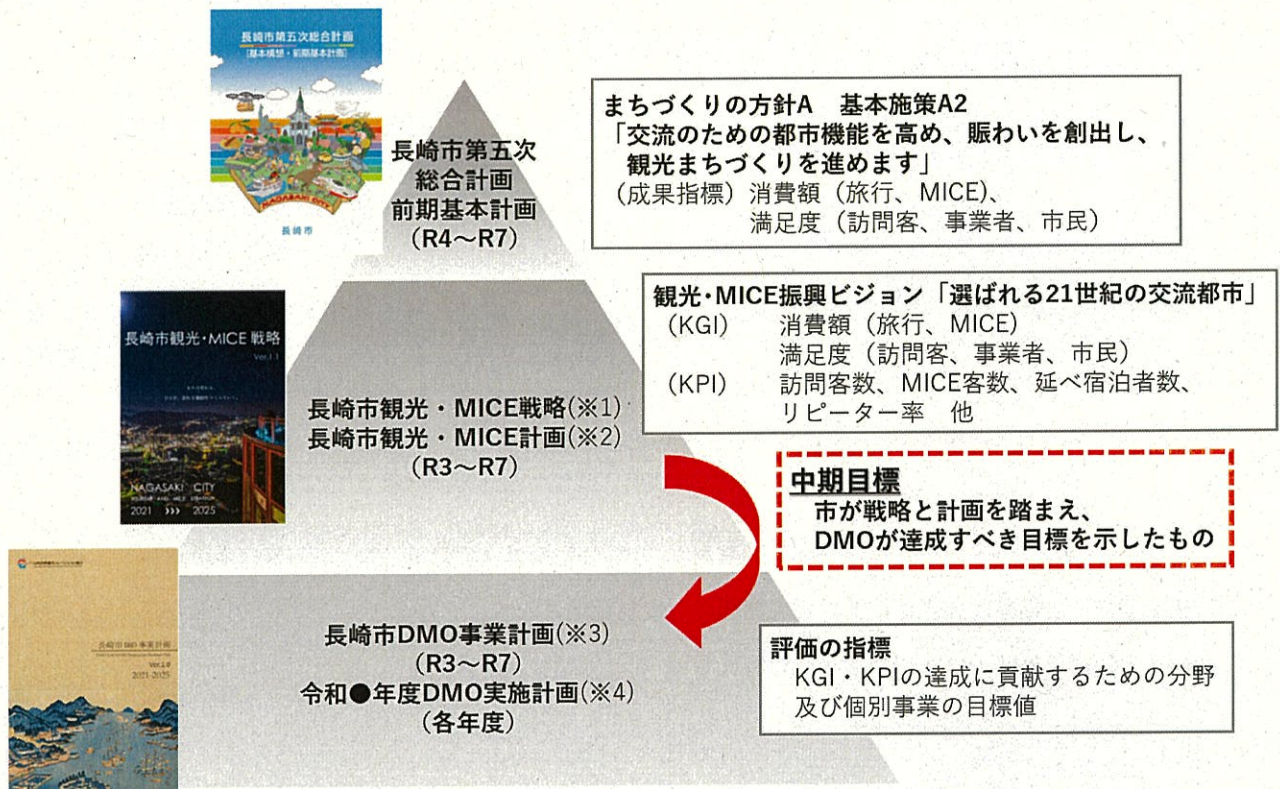 長崎市第五次総合計画
[基本構想・前期基本計画]
NAGASAKI CITY
長崎市
長崎市第五次
総合計画
前期基本計画
(R4～R7)
まちづくりの方針A　基本施策A2
「交流のための都市機能を高め、賑わいを創出し、
観光まちづくりを進めます」
(成果指標) 消費額（旅行、MICE）、
満足度（訪問客、事業者、市民）
長崎市観光・MICE 戦略
Ver.1.1
NAGASAKI CITY
2021 》》》 2025
長崎市観光・MICE戦略(※1)
長崎市観光・MICE計画(※2)
(R3～R7)
観光・MICE振興ビジョン「選ばれる21世紀の交流都市」
(KGI)　消費額（旅行、MICE）
満足度（訪問客、事業者、市民）
(KPI)　訪問客数、MICE客数、延べ宿泊者数、
リピーター率　他
中期目標
市が戦略と計画を踏まえ、
DMOが達成すべき目標を示したもの
長崎市DMO事業計画
Ver.1.0
2021-2025
長崎市DMO事業計画(※3)
(R3～R7)
令和●年度DMO実施計画(※4)
(各年度)
評価の指標
KGI・KPIの達成に貢献するための分野
及び個別事業の目標値